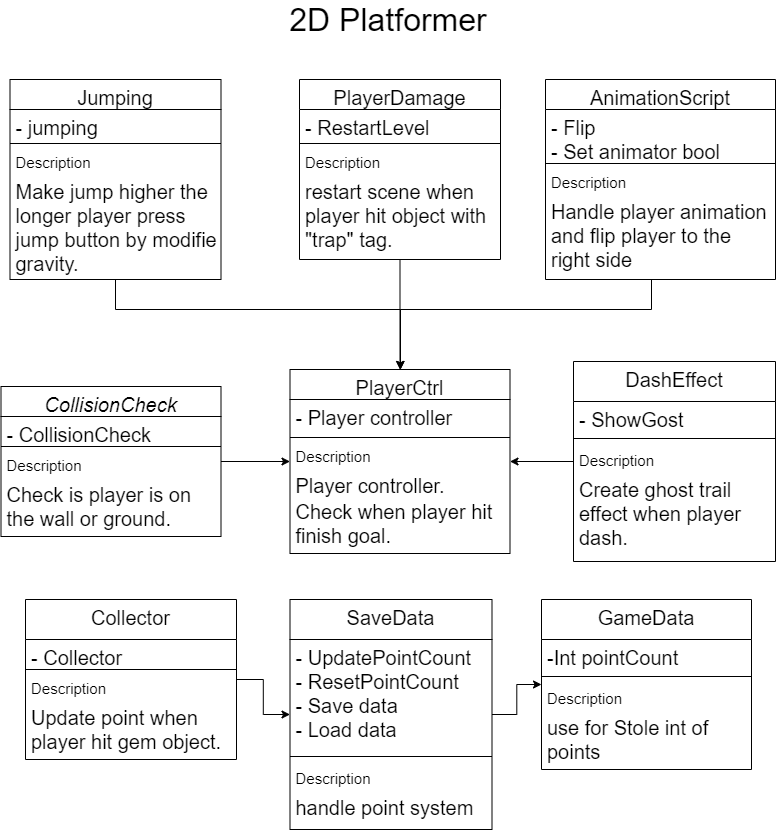 2D Platformer
Jumping
- jumping
Description
Make jump higher the
longer player press
jump button by modifie
gravity.
PlayerDamage
- RestartLevel
Description
restart scene when
player hit object with
"trap" tag.
AnimationScript
- Flip
- Set animator bool
Description
Handle player animation
and flip player to the
right side
CollisionCheck
- CollisionCheck
Description
Check is player is on
the wall or ground.
PlayerCtrl
- Player controller
Description
Player controller.
Check when player hit
finish goal.
DashEffect
- ShowGost
Description
Create ghost trail
effect when player
dash.
Collector
- Collector
Description
Update point when
player hit gem object.
SaveData
- UpdatePointCount
- ResetPointCount
- Save data
- Load data
Description
handle point system
GameData
-Int pointCount
Description
use for Stole int of
points